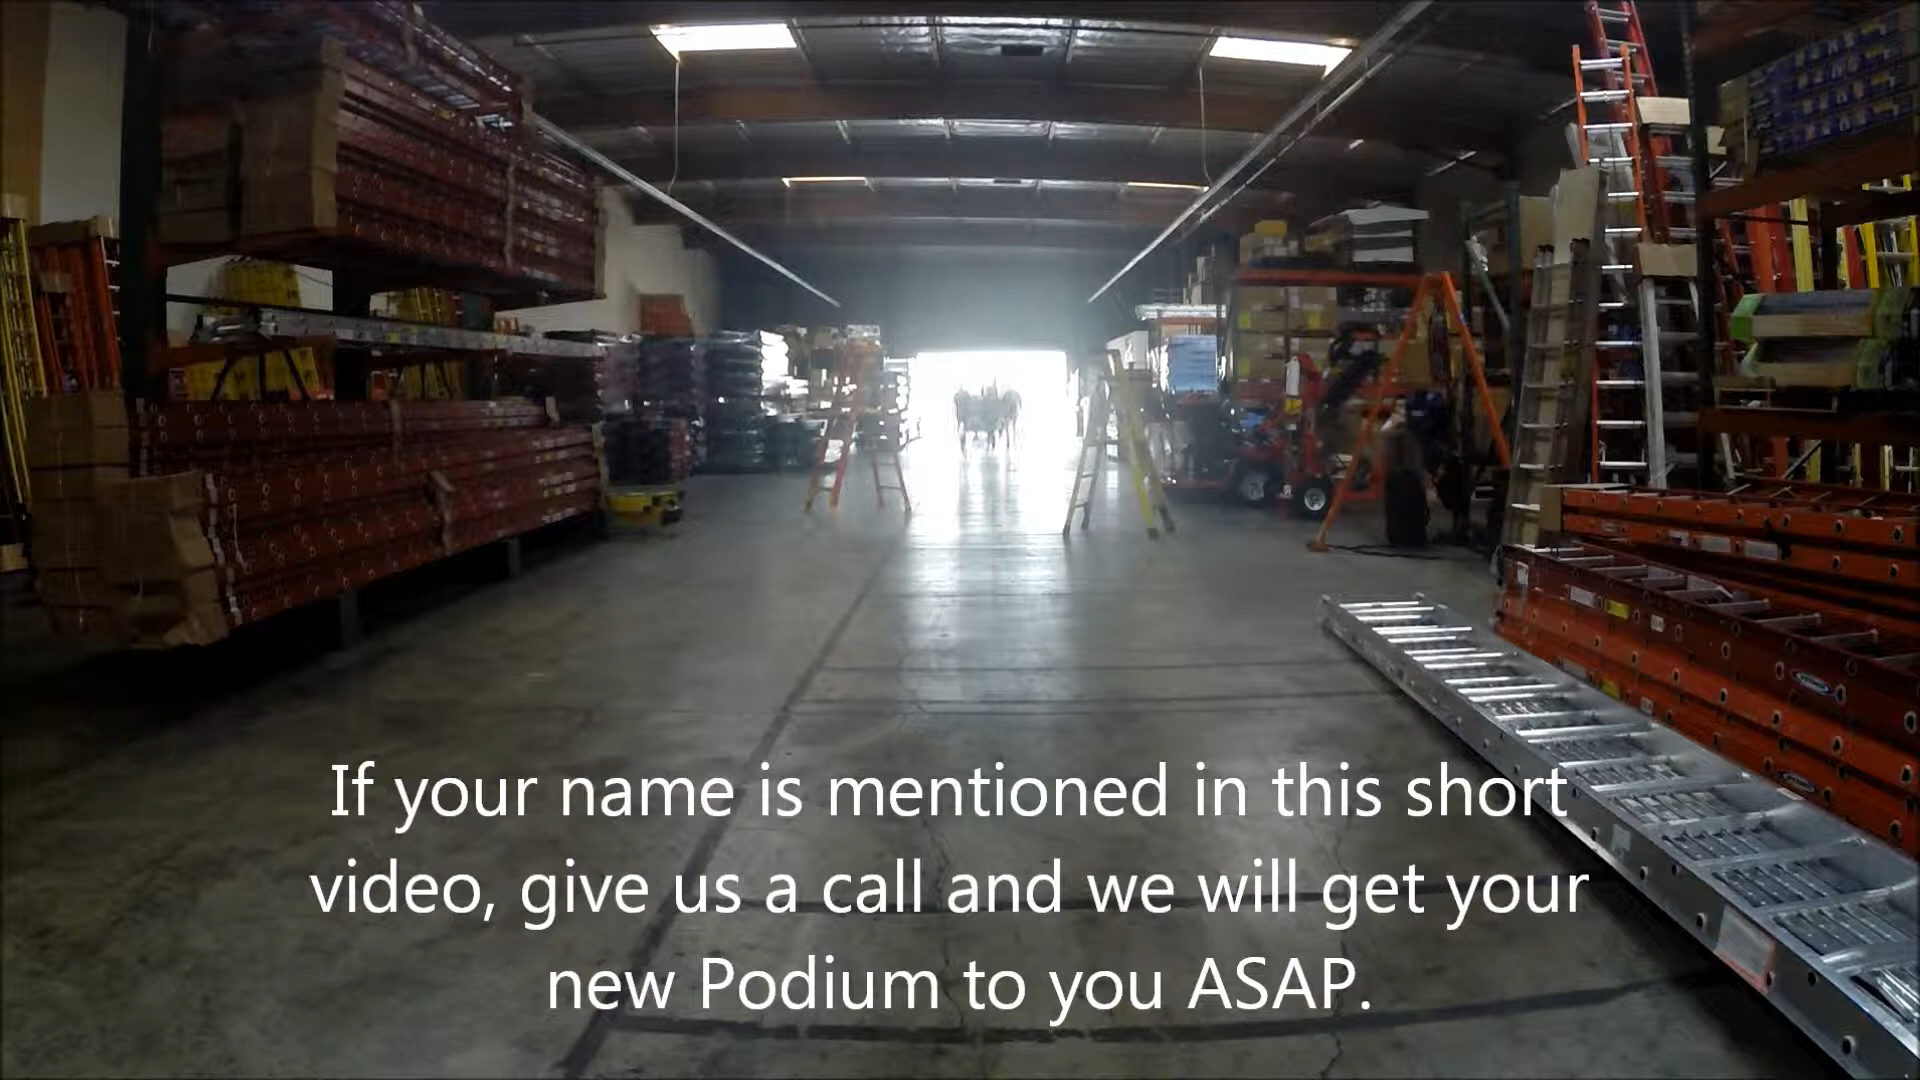 If your name is mentioned in this short
video, give us a call and we will get your
new Podium to you ASAP.